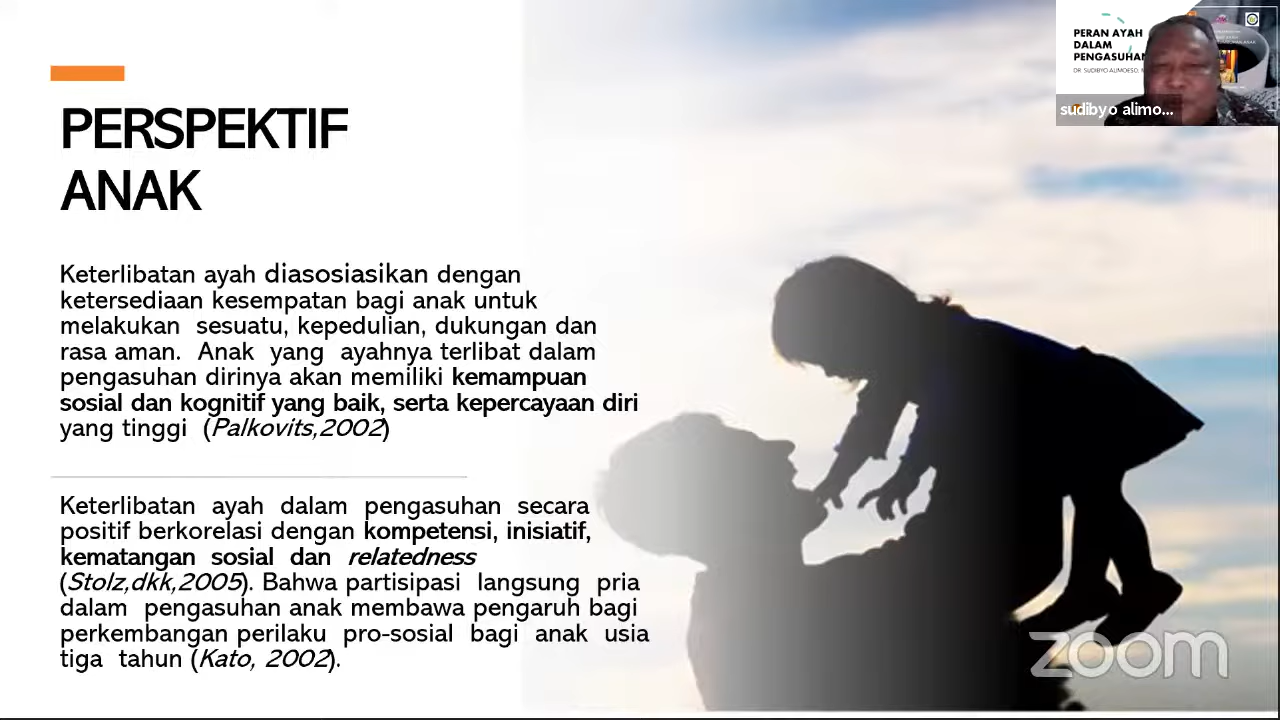 PERSPEKTIF
ANAK
Keterlibatan ayah diasosiasikan dengan
ketersediaan kesempatan bagi anak untuk
melakukan sesuatu, kepedulian, dukungan dan
rasa aman. Anak yang ayahnya terlibat dalam
pengasuhan dirinya akan memiliki kemampuan
sosial dan kognitif yang baik, serta kepercayaan diri
yang tinggi (Palkovits,2002)
Keterlibatan ayah dalam pengasuhan secara
positif berkorelasi dengan kompetensi, inisiatif,
kematangan sosial dan relatedness
(Stolz,dkk,2005). Bahwa partisipasi langsung pria
dalam pengasuhan anak membawa pengaruh bagi
perkembangan perilaku pro-sosial bagi anak usia
tiga tahun (Kato, 2002).
PERAN AYAH
DALAM
PENGASUHAN
DR. SUDIBYO ALIMOESO,
sudibyo alimo...
zoom